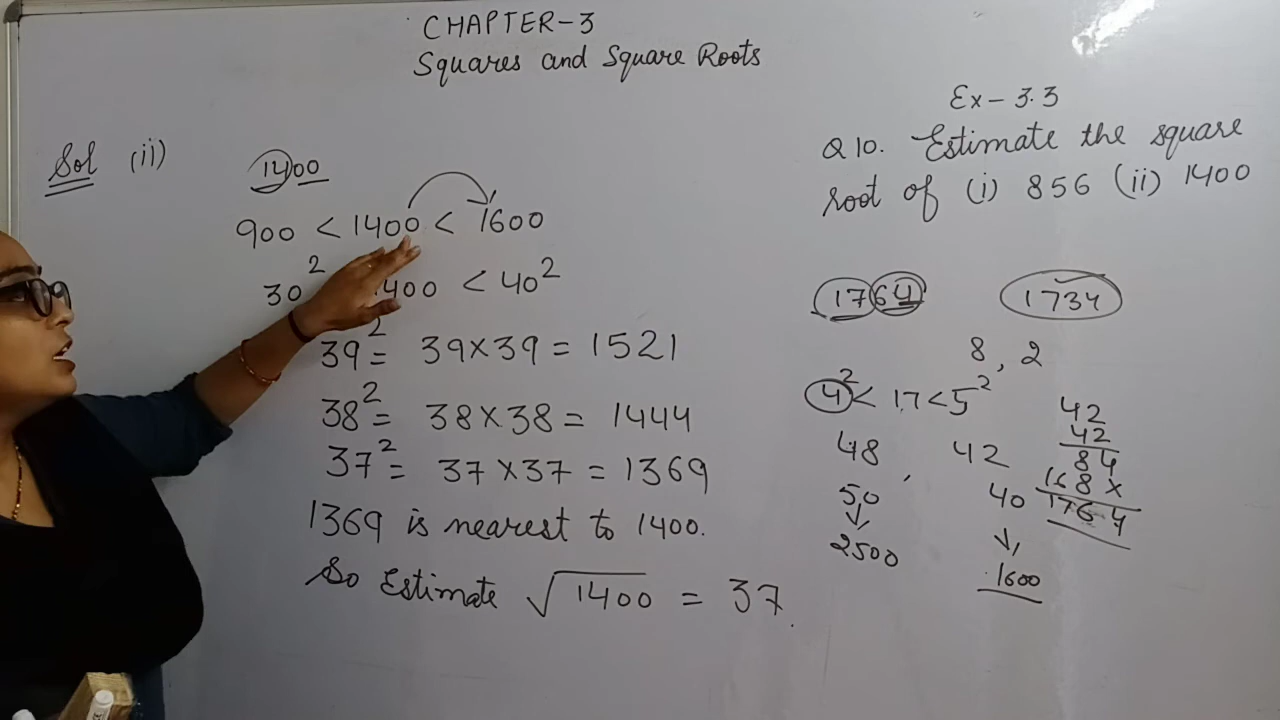 CHAPTER-3
Squares and Square Roots
Ex-3.3
Q10. Estimate the square
root of (i) 856 (ii) 1400
Sol (ii)
1400
900 < 1400 < 1600
30² 1400 < 40²
39² = 39×39 = 1521
38² = 38×38 = 1444
37² = 37×37 = 1369
1369 is nearest to 1400.
So Estimate √1400 = 37.
1764 1734
8, 2
4² < 17 < 5²
48, 42
50 40
2500 1600
42
42
84
168×
1764